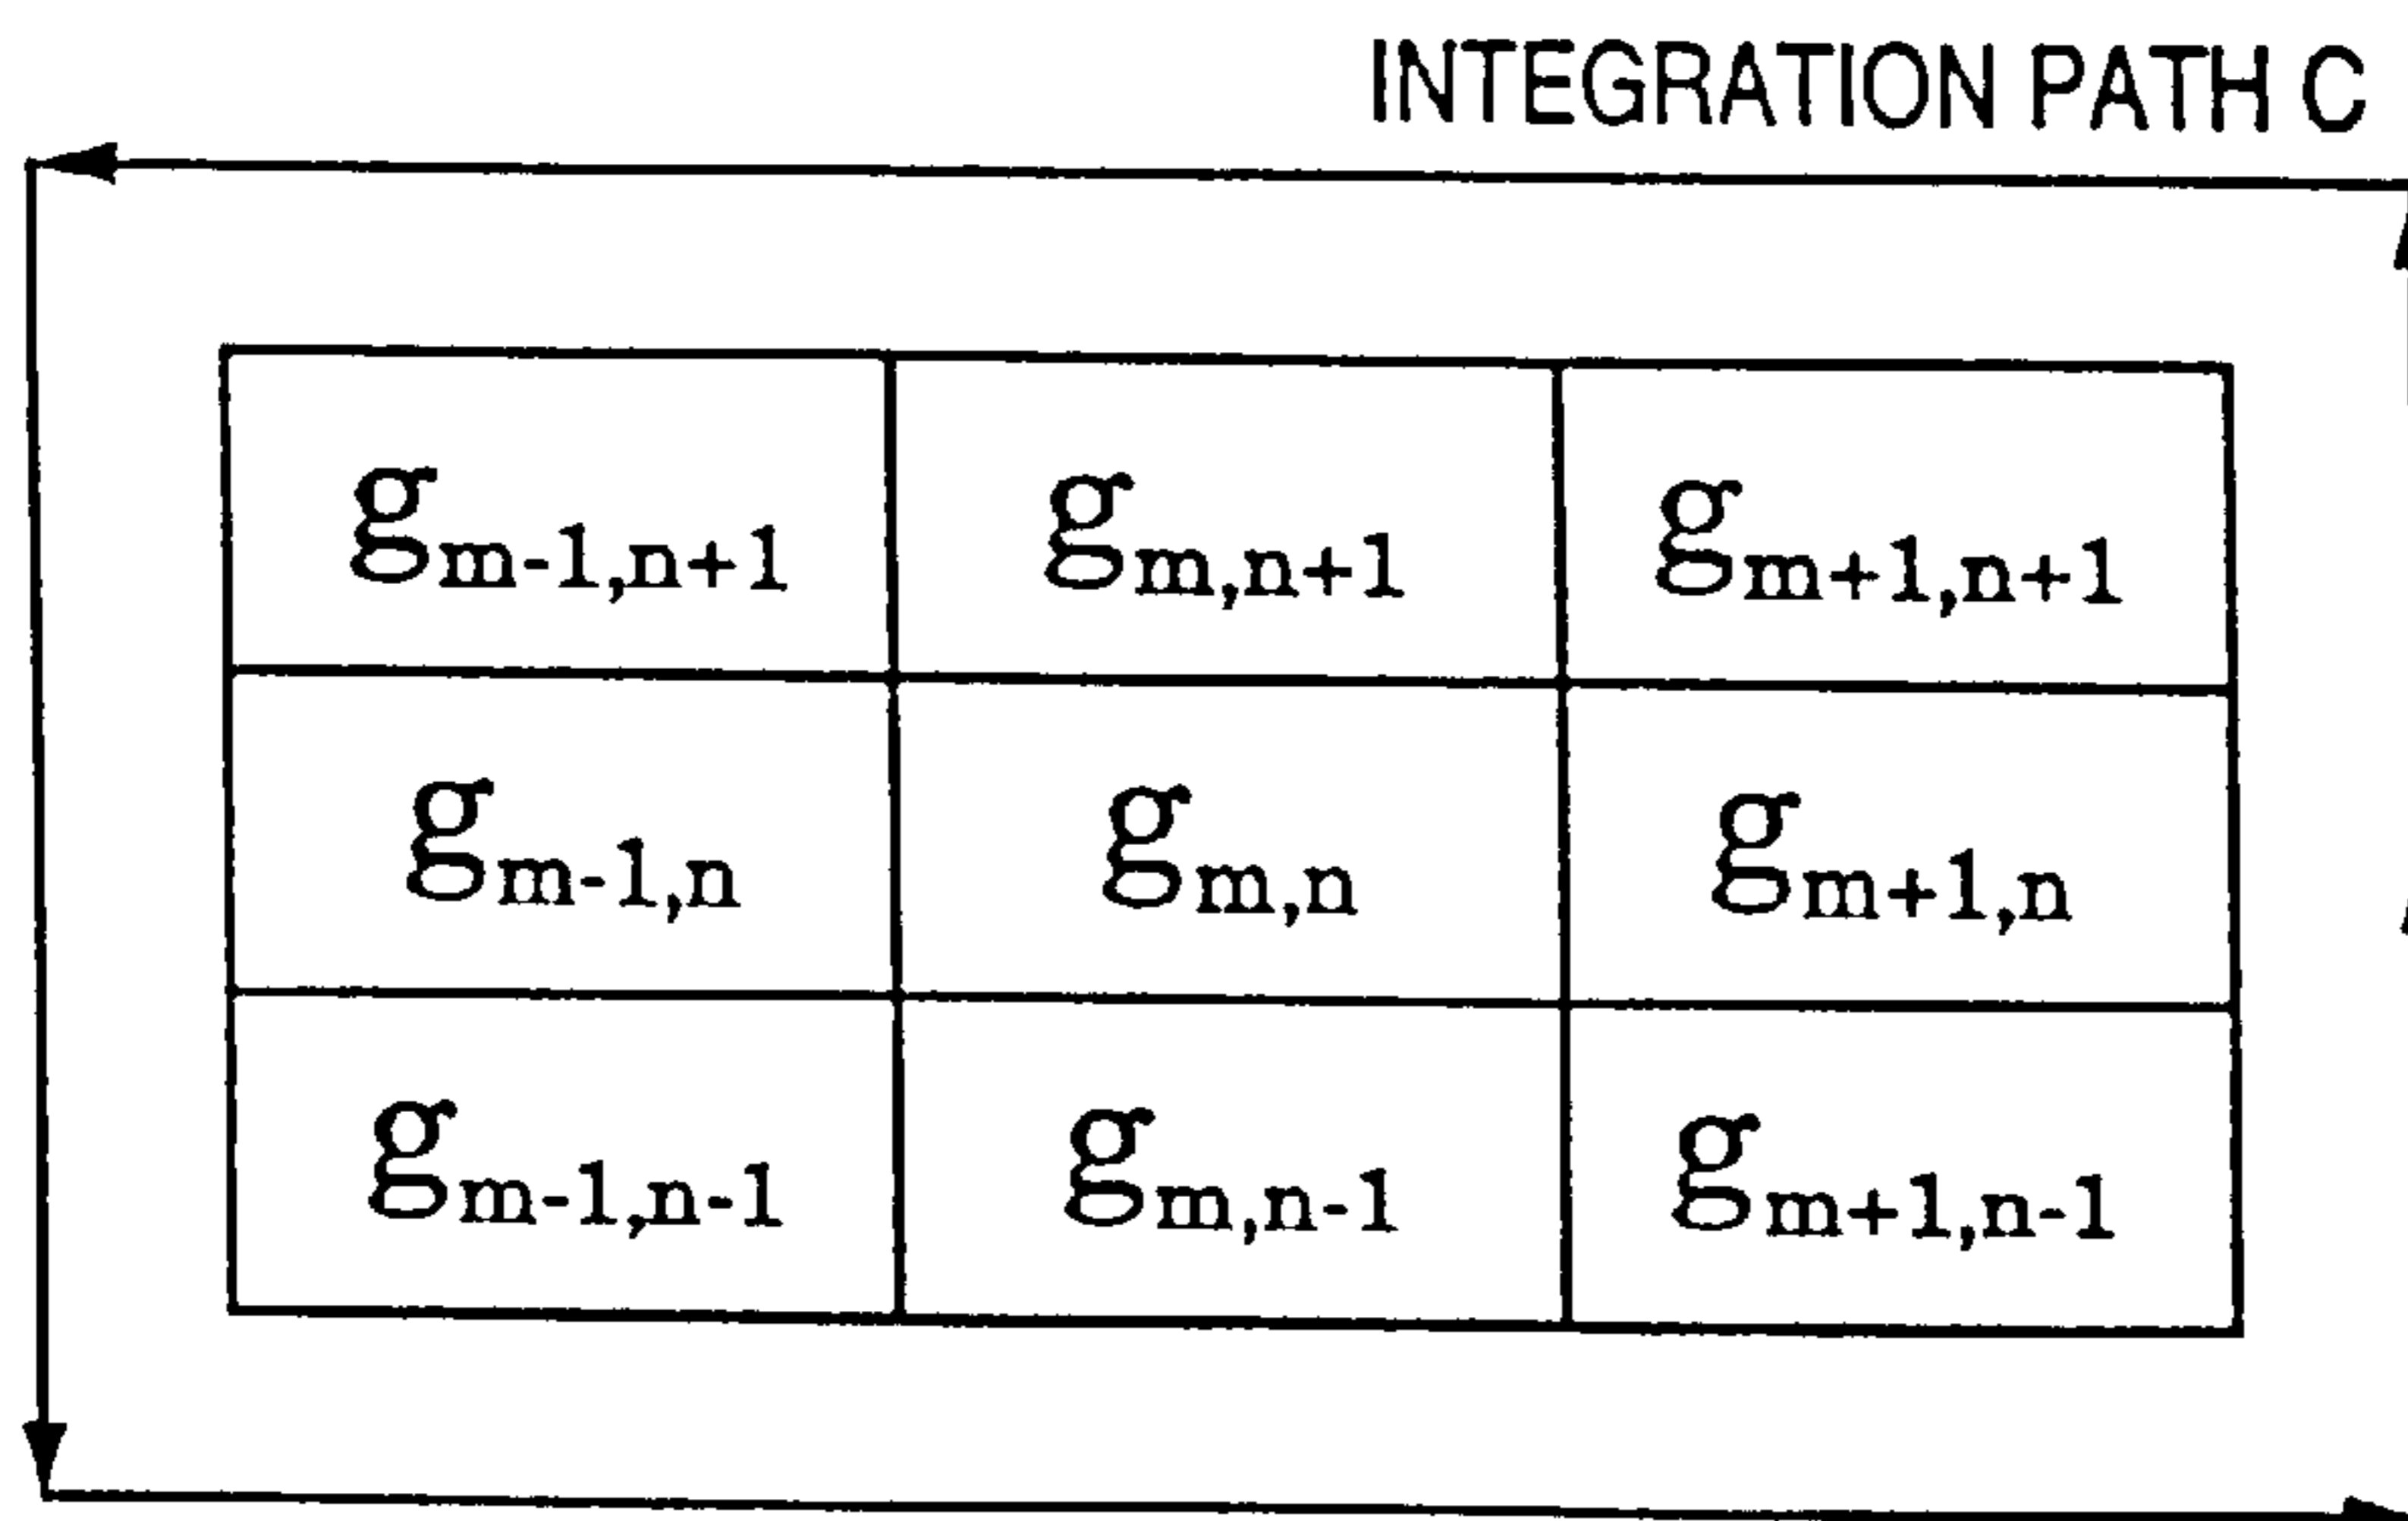 INTEGRATION PATH C
gm-1,n+1 gm,n+1 gm+1,n+1
gm-1,n gm,n gm+1,n
gm-1,n-1 gm,n-1 gm+1,n-1